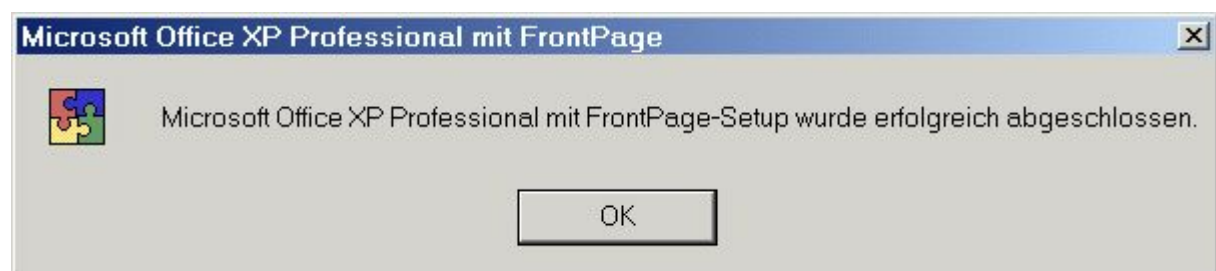 Microsoft Office XP Professional mit FrontPage
Microsoft Office XP Professional mit FrontPage-Setup wurde erfolgreich abgeschlossen.
OK